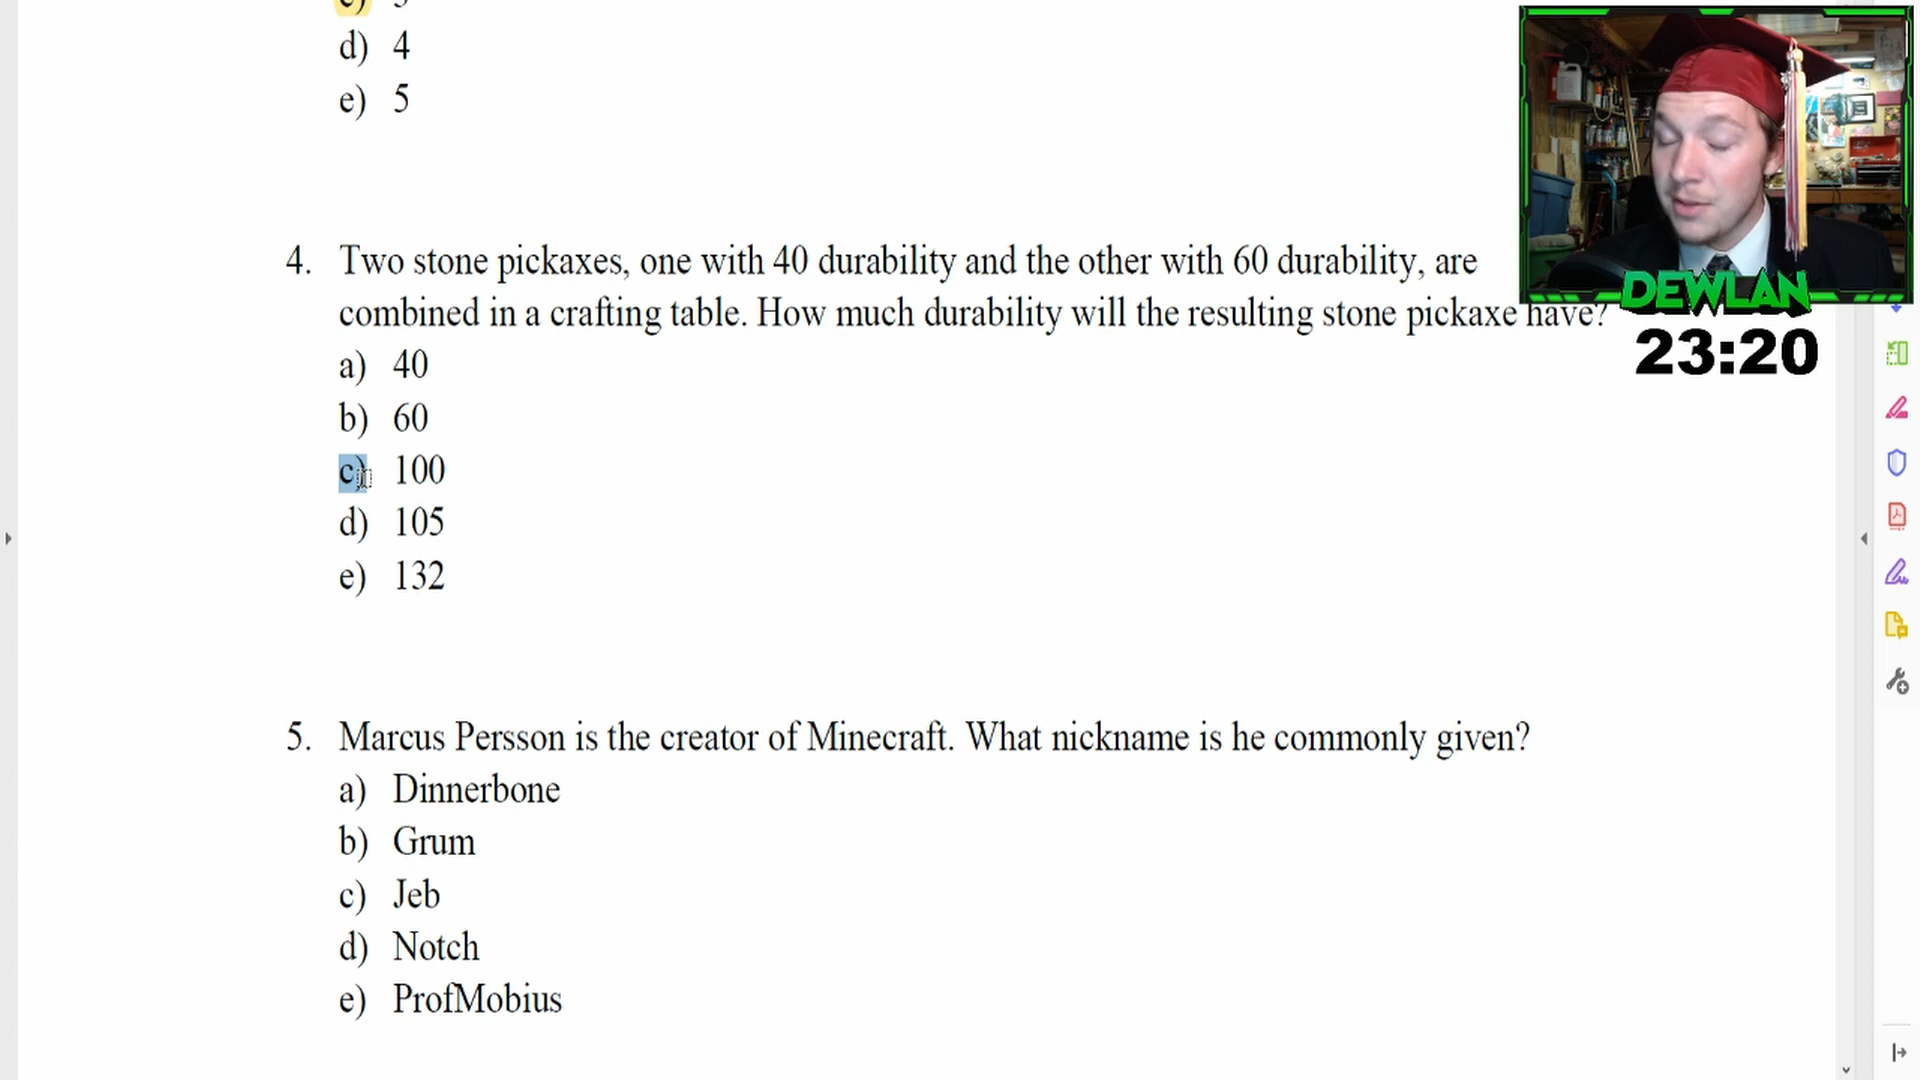 d) 4
e) 5
4. Two stone pickaxes, one with 40 durability and the other with 60 durability, are
combined in a crafting table. How much durability will the resulting stone pickaxe have?
a) 40
b) 60
c) 100
d) 105
e) 132
5. Marcus Persson is the creator of Minecraft. What nickname is he commonly given?
a) Dinnerbone
b) Grum
c) Jeb
d) Notch
e) ProfMobius
DEWLAN
23:20